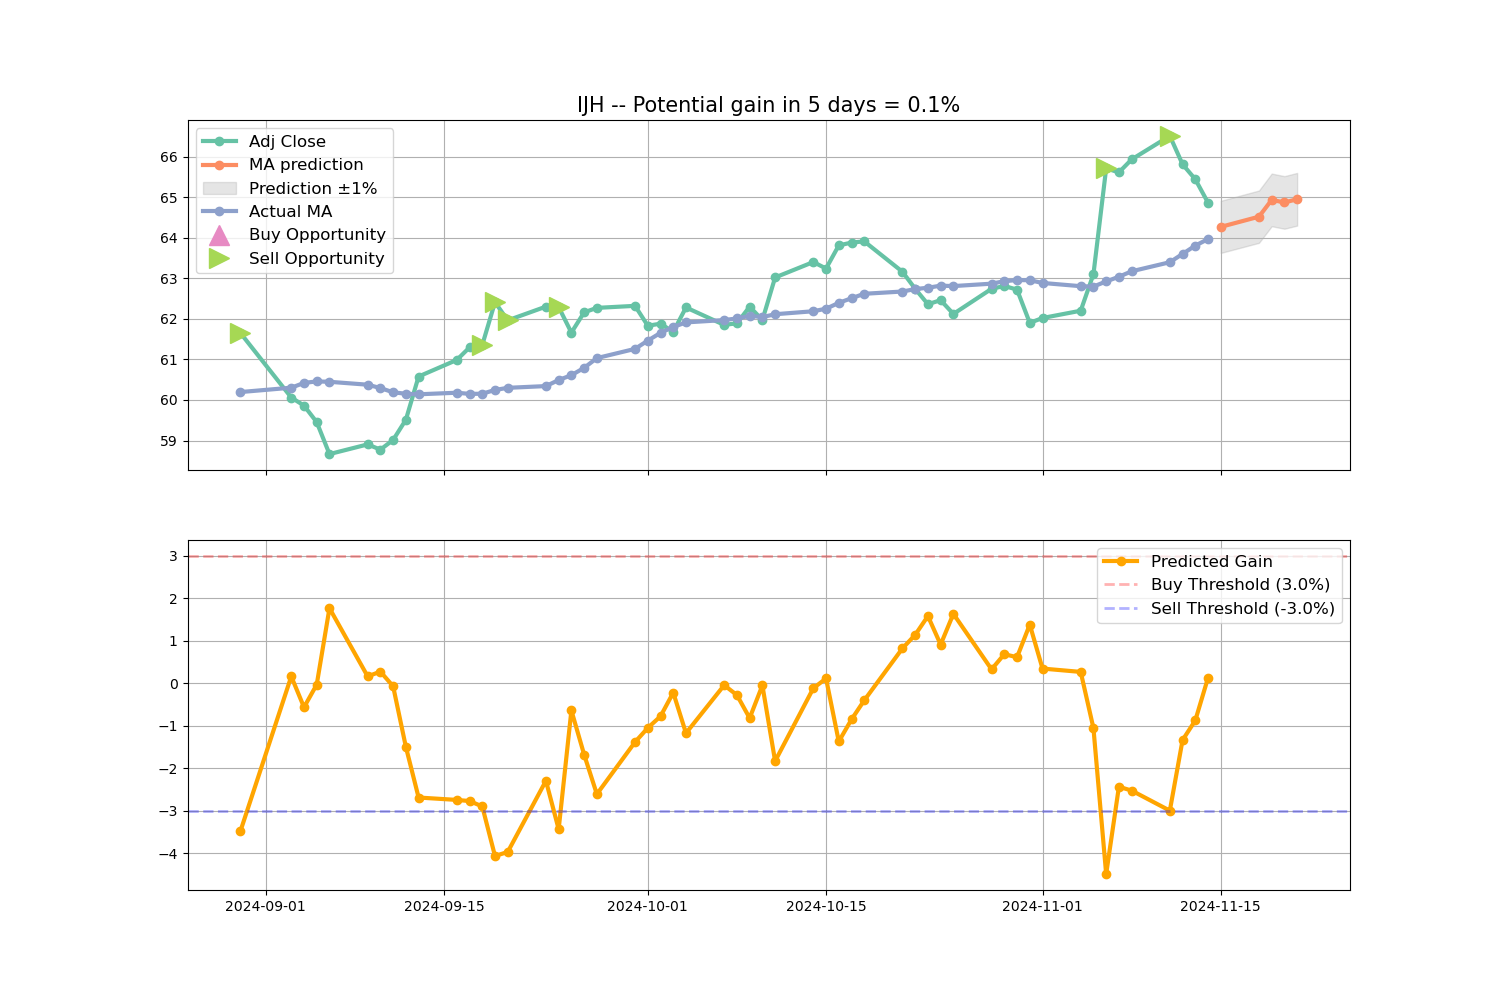 IJH -- Potential gain in 5 days = 0.1%
Adj Close
MA prediction
Prediction ±1%
Actual MA
Buy Opportunity
Sell Opportunity
66
65
64
63
62
61
60
59
3
2
1
0
−1
−2
−3
−4
Predicted Gain
Buy Threshold (3.0%)
Sell Threshold (-3.0%)
2024-09-01
2024-09-15
2024-10-01
2024-10-15
2024-11-01
2024-11-15